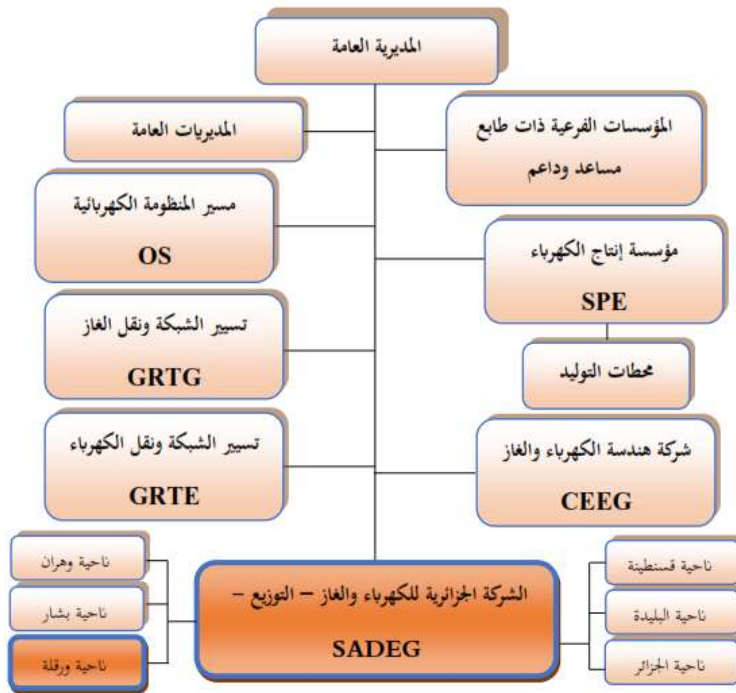 المديرية العامة
المديريات العامة
المؤسسات الفرعية ذات طابع
مساعد وداعم
مسير المنظومة الكهربائية
OS
مؤسسة إنتاج الكهرباء
SPE
تسيير الشبكة ونقل الغاز
GRTG
محطات التوليد
تسيير الشبكة ونقل الكهرباء
GRTE
شركة هندسة الكهرباء والغاز
CEEG
الشركة الجزائرية للكهرباء والغاز – التوزيع –
SADEG
ناحية قسنطينة
ناحية البليدة
ناحية الجزائر
ناحية وهران
ناحية بشار
ناحية ورقلة